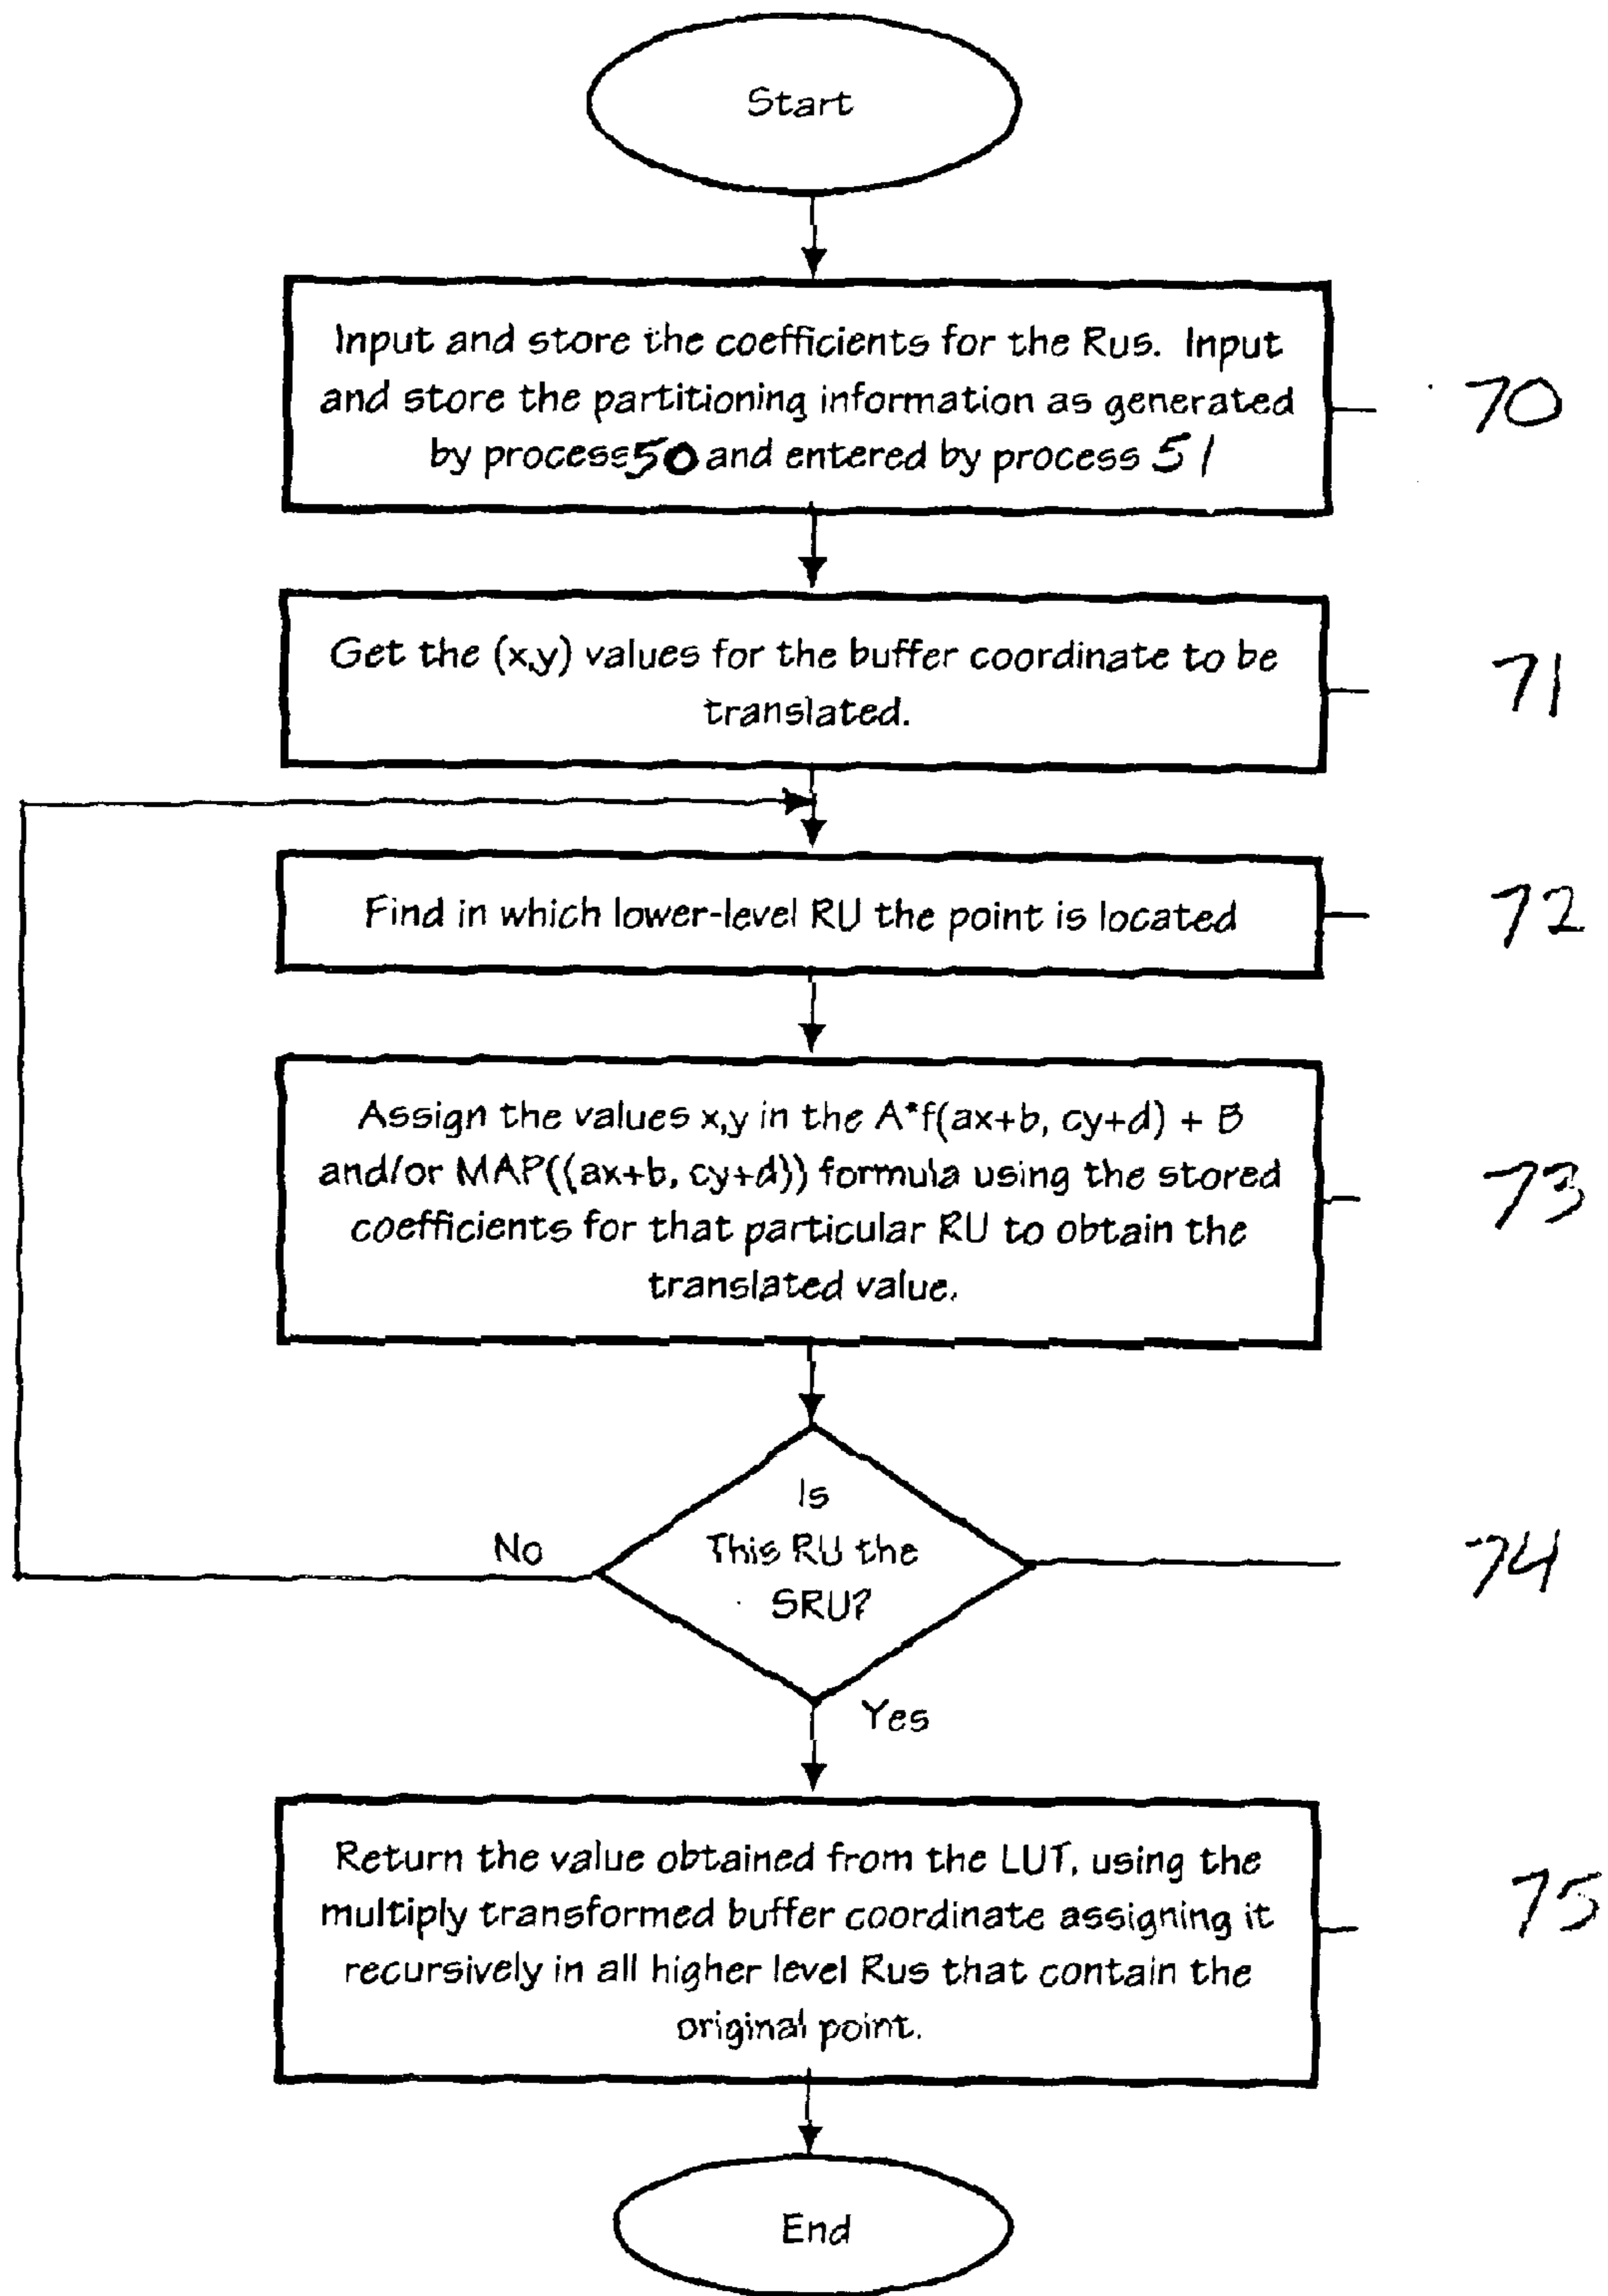 Start
Input and store the coefficients for the Rus. Input
and store the partitioning information as generated
by process 50 and entered by process 51
70
Get the (x,y) values for the buffer coordinate to be
translated.
71
Find in which lower-level RU the point is located
72
Assign the values x,y in the A*f(ax+b, cy+d) + B
and/or MAP((ax+b, cy+d)) formula using the stored
coefficients for that particular RU to obtain the
translated value.
73
Is
This RU the
SRU?
No
74
Yes
Return the value obtained from the LUT, using the
multiply transformed buffer coordinate assigning it
recursively in all higher level Rus that contain the
original point.
75
End